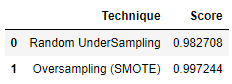 Technique Score
0 Random UnderSampling 0.982708
1 Oversampling (SMOTE) 0.997244